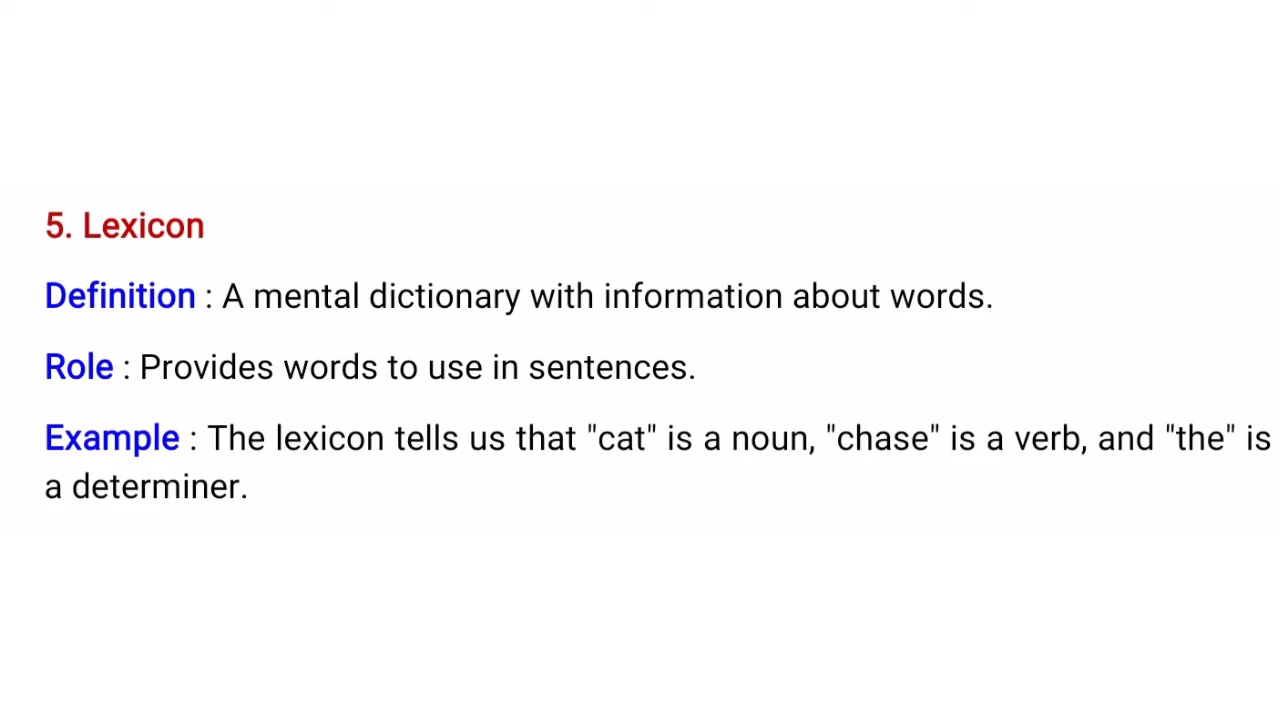 5. Lexicon
Definition : A mental dictionary with information about words.
Role : Provides words to use in sentences.
Example : The lexicon tells us that "cat" is a noun, "chase" is a verb, and "the" is
a determiner.